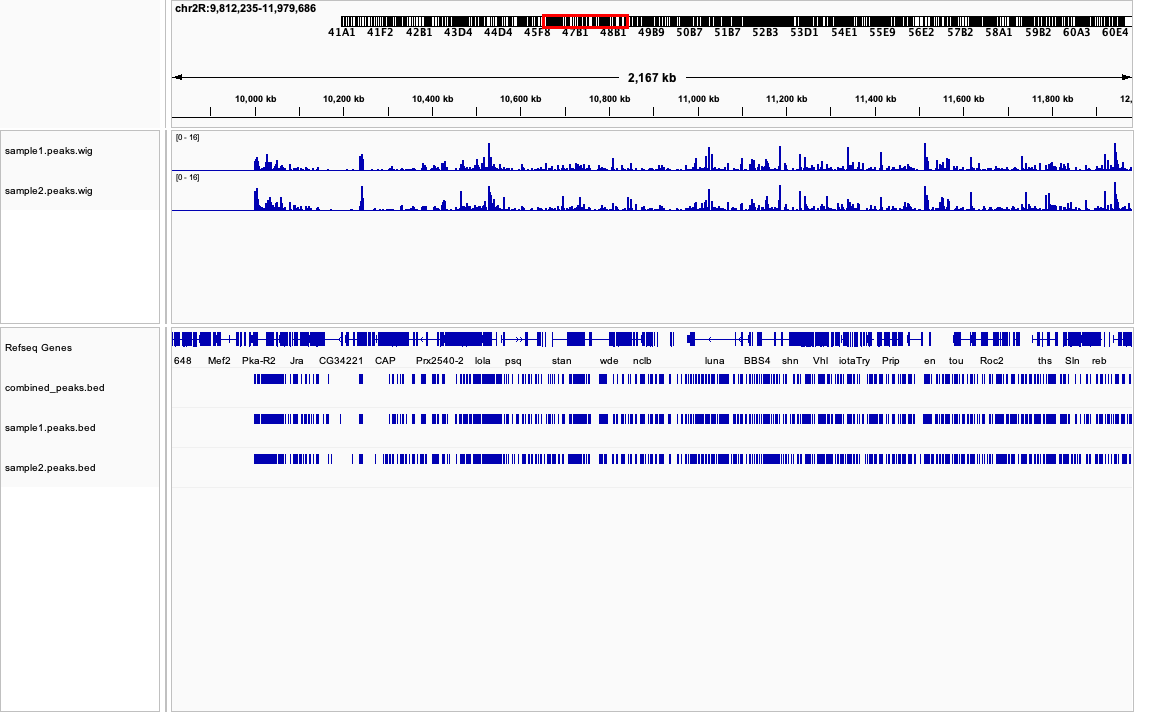 chr2R:9,812,235-11,979,686
41A1 41F2 42B1 43D4 44D4 45F8 47B1 48B1 49B9 50B7 51B7 52B3 53D1 54E1 55E9 56E2 57B2 58A1 59B2 60A3 60E4
2,167 kb
10,000 kb 10,200 kb 10,400 kb 10,600 kb 10,800 kb 11,000 kb 11,200 kb 11,400 kb 11,600 kb 11,800 kb 12,
[0 - 16]
sample1.peaks.wig
[0 - 16]
sample2.peaks.wig
Refseq Genes
648 Mef2 Pka-R2 Jra CG34221 CAP Prx2540-2 lola psq stan wde nclb luna BBS4 shn Vhl iotaTry Prip en tou Roc2 ths Sln reb
combined_peaks.bed
sample1.peaks.bed
sample2.peaks.bed